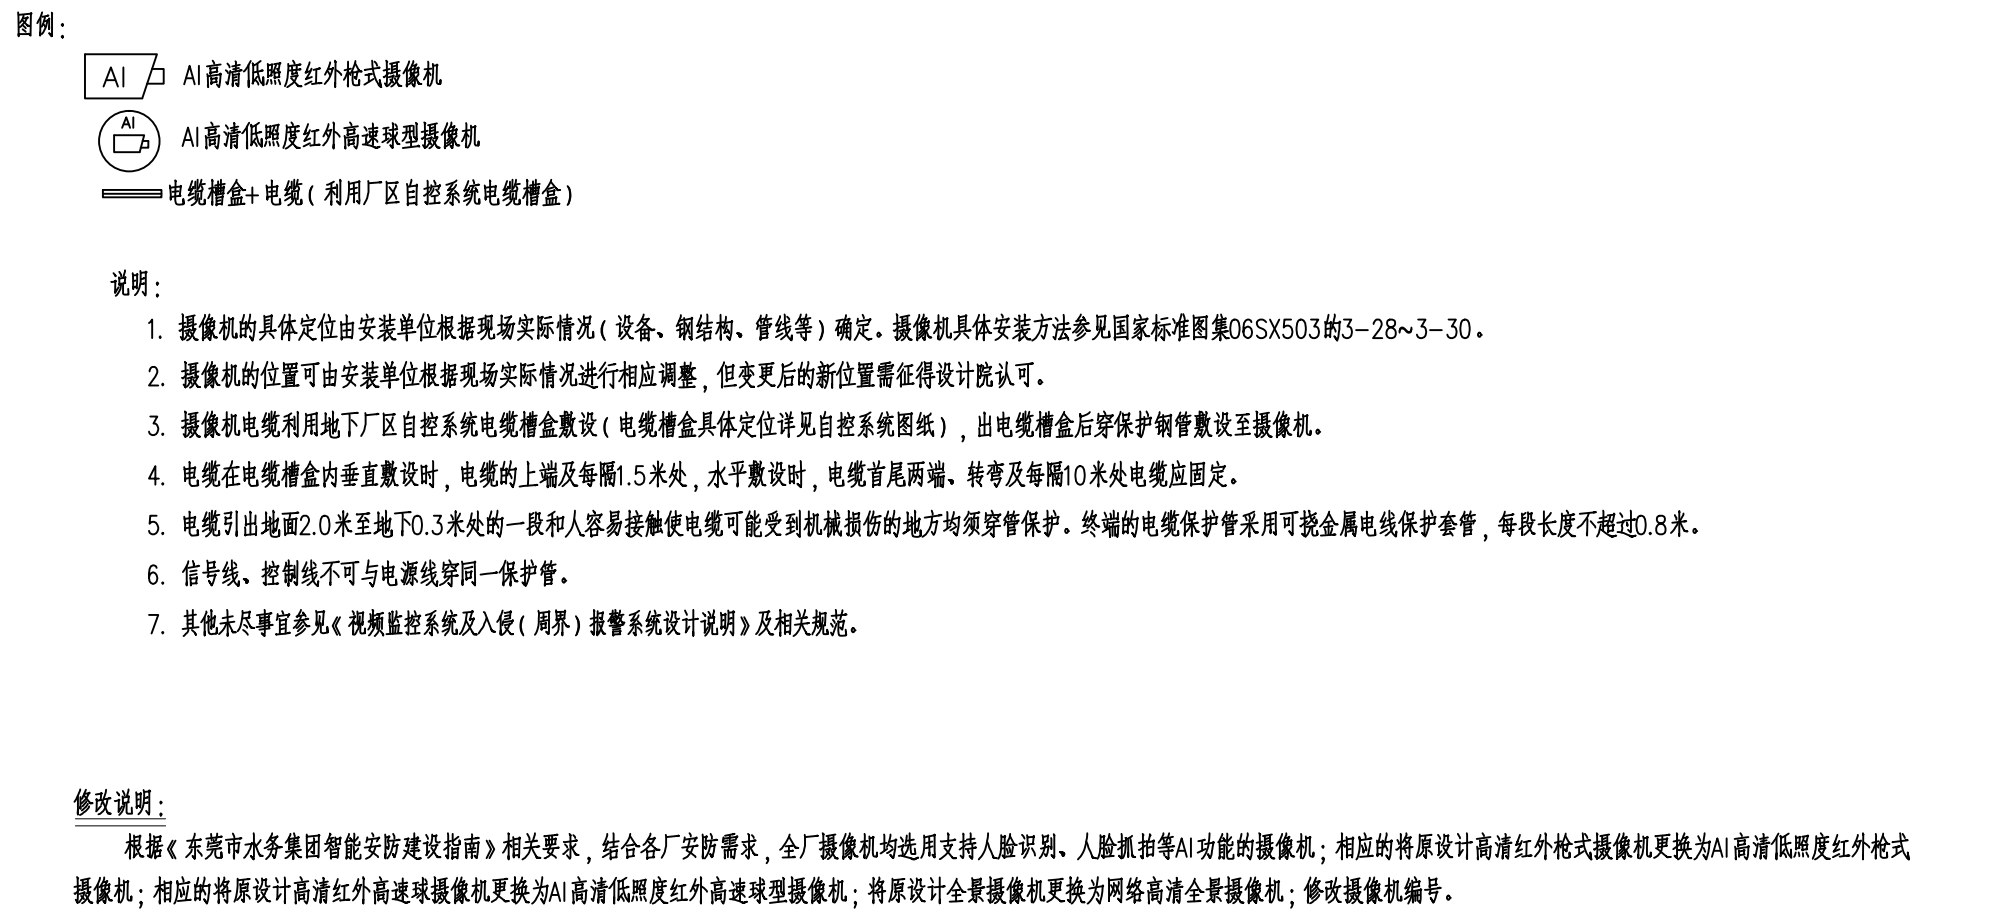 图例：
AI AI高清低照度红外枪式摄像机
AI AI高清低照度红外高速球型摄像机
电缆槽盒+电缆（利用厂区自控系统电缆槽盒）
说明：
1. 摄像机的具体定位由安装单位根据现场实际情况（设备、钢结构、管线等）确定。摄像机具体安装方法参见国家标准图集06SX503的3-28~3-30。
2. 摄像机的位置可由安装单位根据现场实际情况进行相应调整，但变更后的新位置需征得设计院认可。
3. 摄像机电缆利用地下厂区自控系统电缆槽盒敷设（电缆槽盒具体定位详见自控系统图纸），出电缆槽盒后穿保护钢管敷设至摄像机。
4. 电缆在电缆槽盒内垂直敷设时，电缆的上端及每隔1.5米处，水平敷设时，电缆首尾两端、转弯及每隔10米处电缆应固定。
5. 电缆引出地面2.0米至地下0.3米处的一段和人容易接触使电缆可能受到机械损伤的地方均须穿管保护。终端的电缆保护管采用可挠金属电线保护套管，每段长度不超过0.8米。
6. 信号线、控制线不可与电源线穿同一保护管。
7. 其他未尽事宜参见《视频监控系统及入侵（周界）报警系统设计说明》及相关规范。
修改说明：
根据《东莞市水务集团智能安防建设指南》相关要求，结合各厂安防需求，全厂摄像机均选用支持人脸识别、人脸抓拍等AI功能的摄像机；相应的将原设计高清红外枪式摄像机更换为AI高清低照度红外枪式
摄像机；相应的将原设计高清红外高速球摄像机更换为AI高清低照度红外高速球型摄像机；将原设计全景摄像机更换为网络高清全景摄像机；修改摄像机编号。